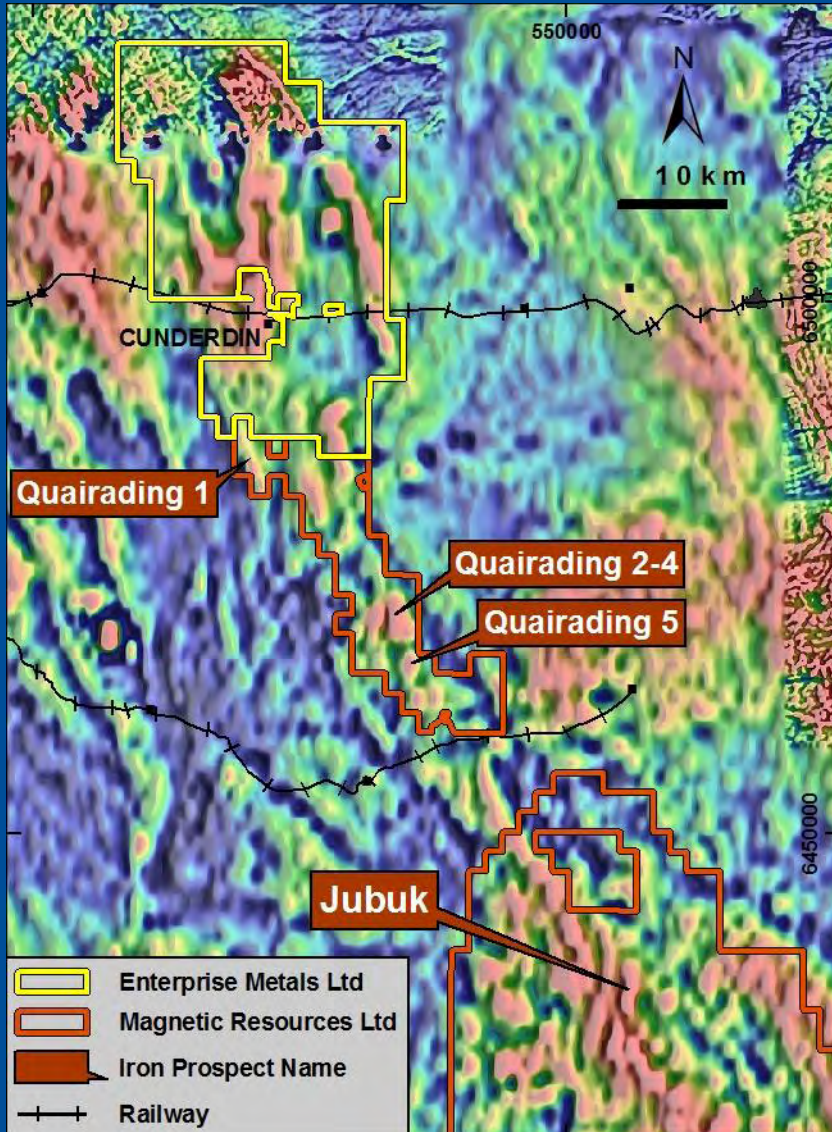 550000
N
10 km
6500000
CUNDERDIN
Quairading 1
Quairading 2-4
Quairading 5
6450000
Jubuk
Enterprise Metals Ltd
Magnetic Resources Ltd
Iron Prospect Name
Railway